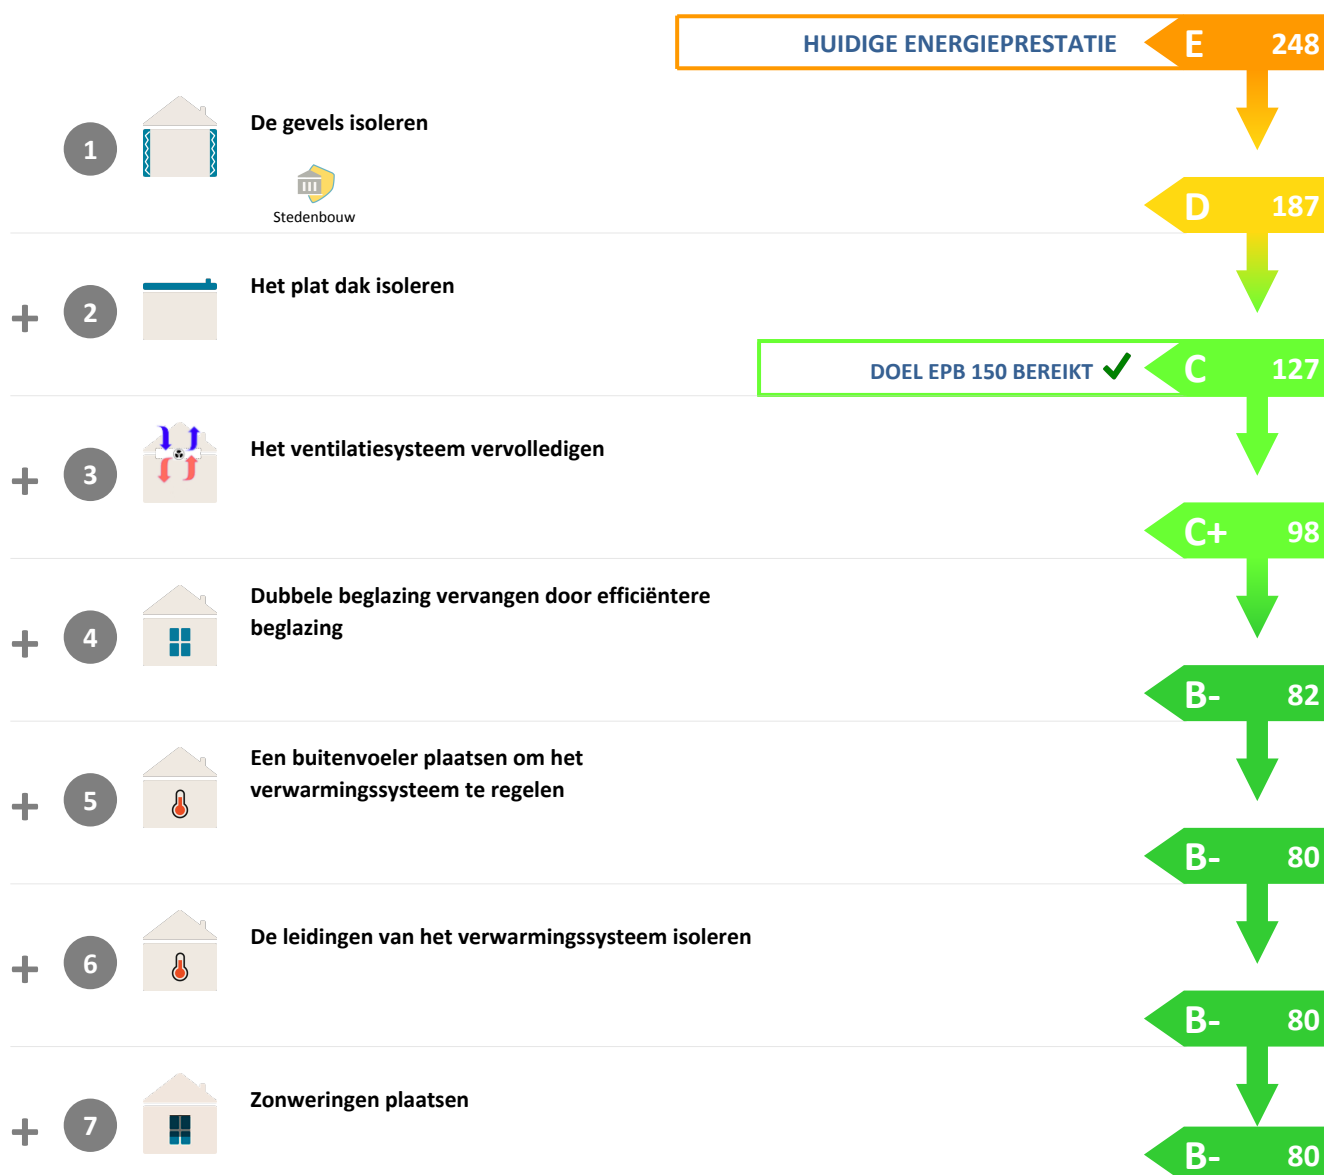 HUIDIGE ENERGIEPRESTATIE E 248
1 De gevels isoleren
Stedenbouw
D 187
+ 2 Het plat dak isoleren
DOEL EPB 150 BEREIKT ✔ C 127
+ 3 Het ventilatiesysteem vervolledigen
C+ 98
+ 4 Dubbele beglazing vervangen door efficiëntere
beglazing
B- 82
+ 5 Een buitenvoeler plaatsen om het
verwarmingssysteem te regelen
B- 80
+ 6 De leidingen van het verwarmingssysteem isoleren
B- 80
+ 7 Zonweringen plaatsen
B- 80